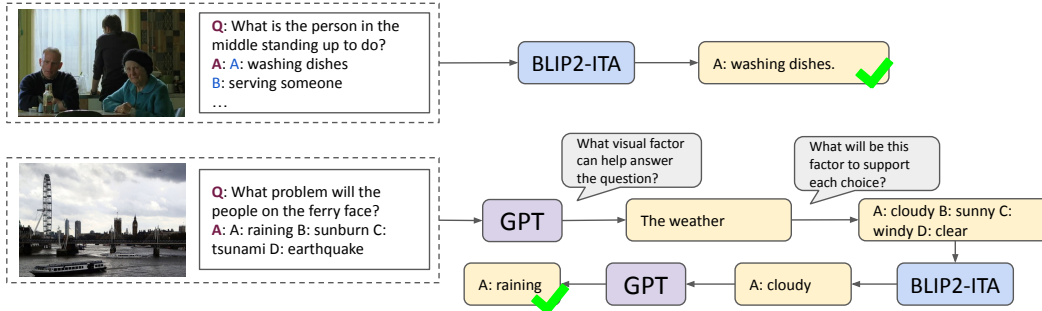 Q: What is the person in the
middle standing up to do?
A: A: washing dishes
B: serving someone
...
BLIP2-ITA
A: washing dishes.
Q: What problem will the
people on the ferry face?
A: A: raining B: sunburn C:
tsunami D: earthquake
GPT
What visual factor
can help answer
the question?
The weather
What will be this
factor to support
each choice?
A: cloudy B: sunny C:
windy D: clear
BLIP2-ITA
A: cloudy
GPT
A: raining